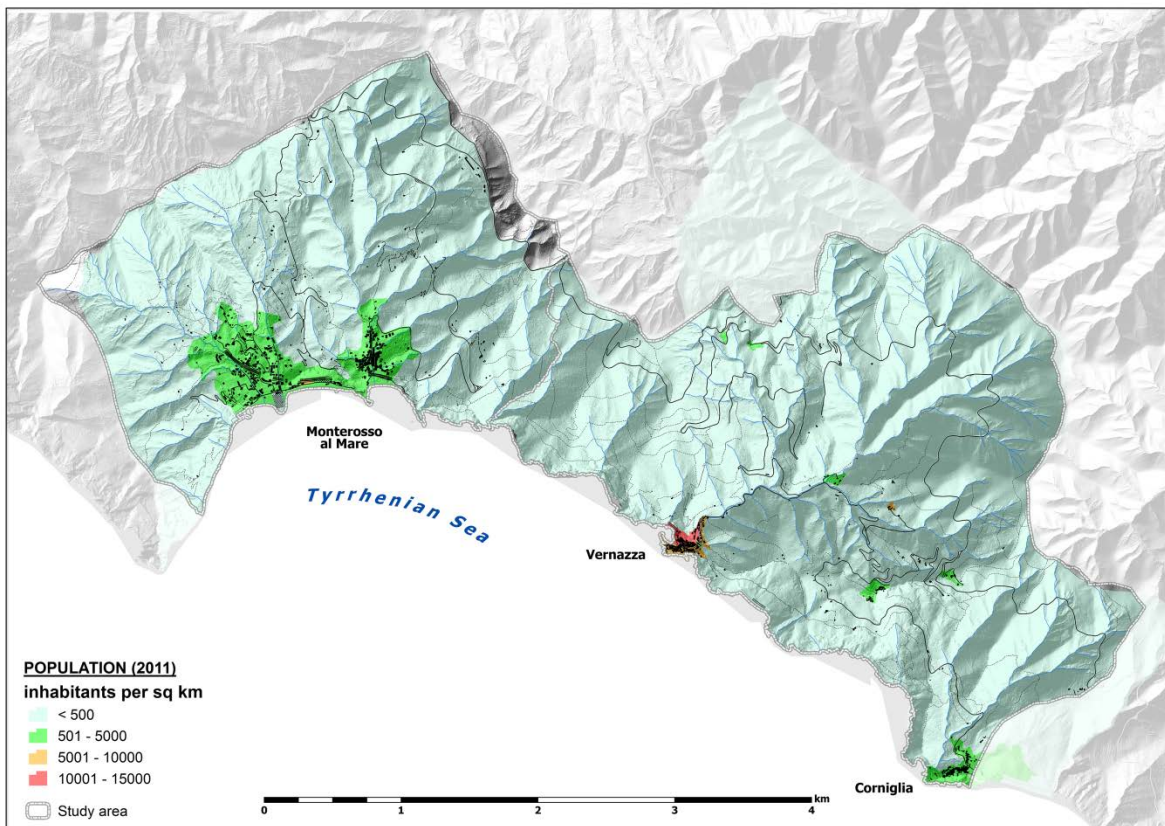 Monterosso
al Mare
Tyrrhenian Sea
Vernazza
Corniglia
POPULATION (2011)
inhabitants per sq km
< 500
501 - 5000
5001 - 10000
10001 - 15000
Study area
km
0 1 2 3 4